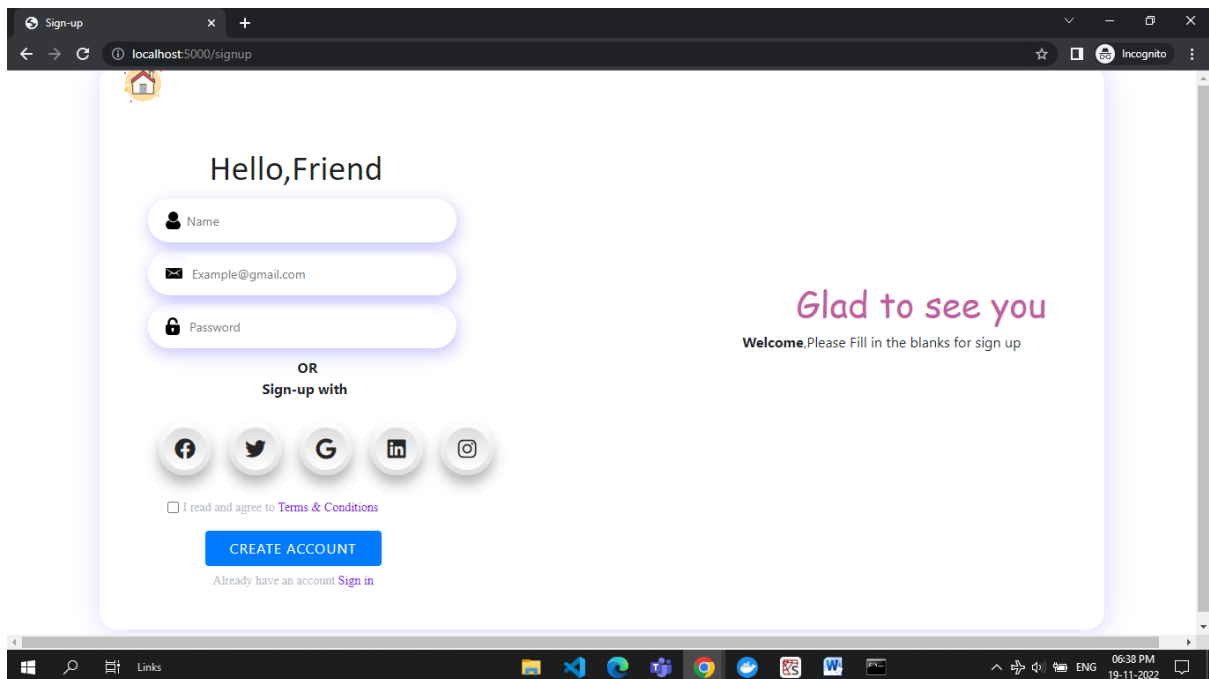 Sign-up
localhost:5000/signup
Incognito
Hello,Friend
Name
Example@gmail.com
Password
OR
Sign-up with
I read and agree to Terms & Conditions
CREATE ACCOUNT
Already have an account Sign in
Glad to see you
Welcome,Please Fill in the blanks for sign up
Links
ENG
06:38 PM
19-11-2022